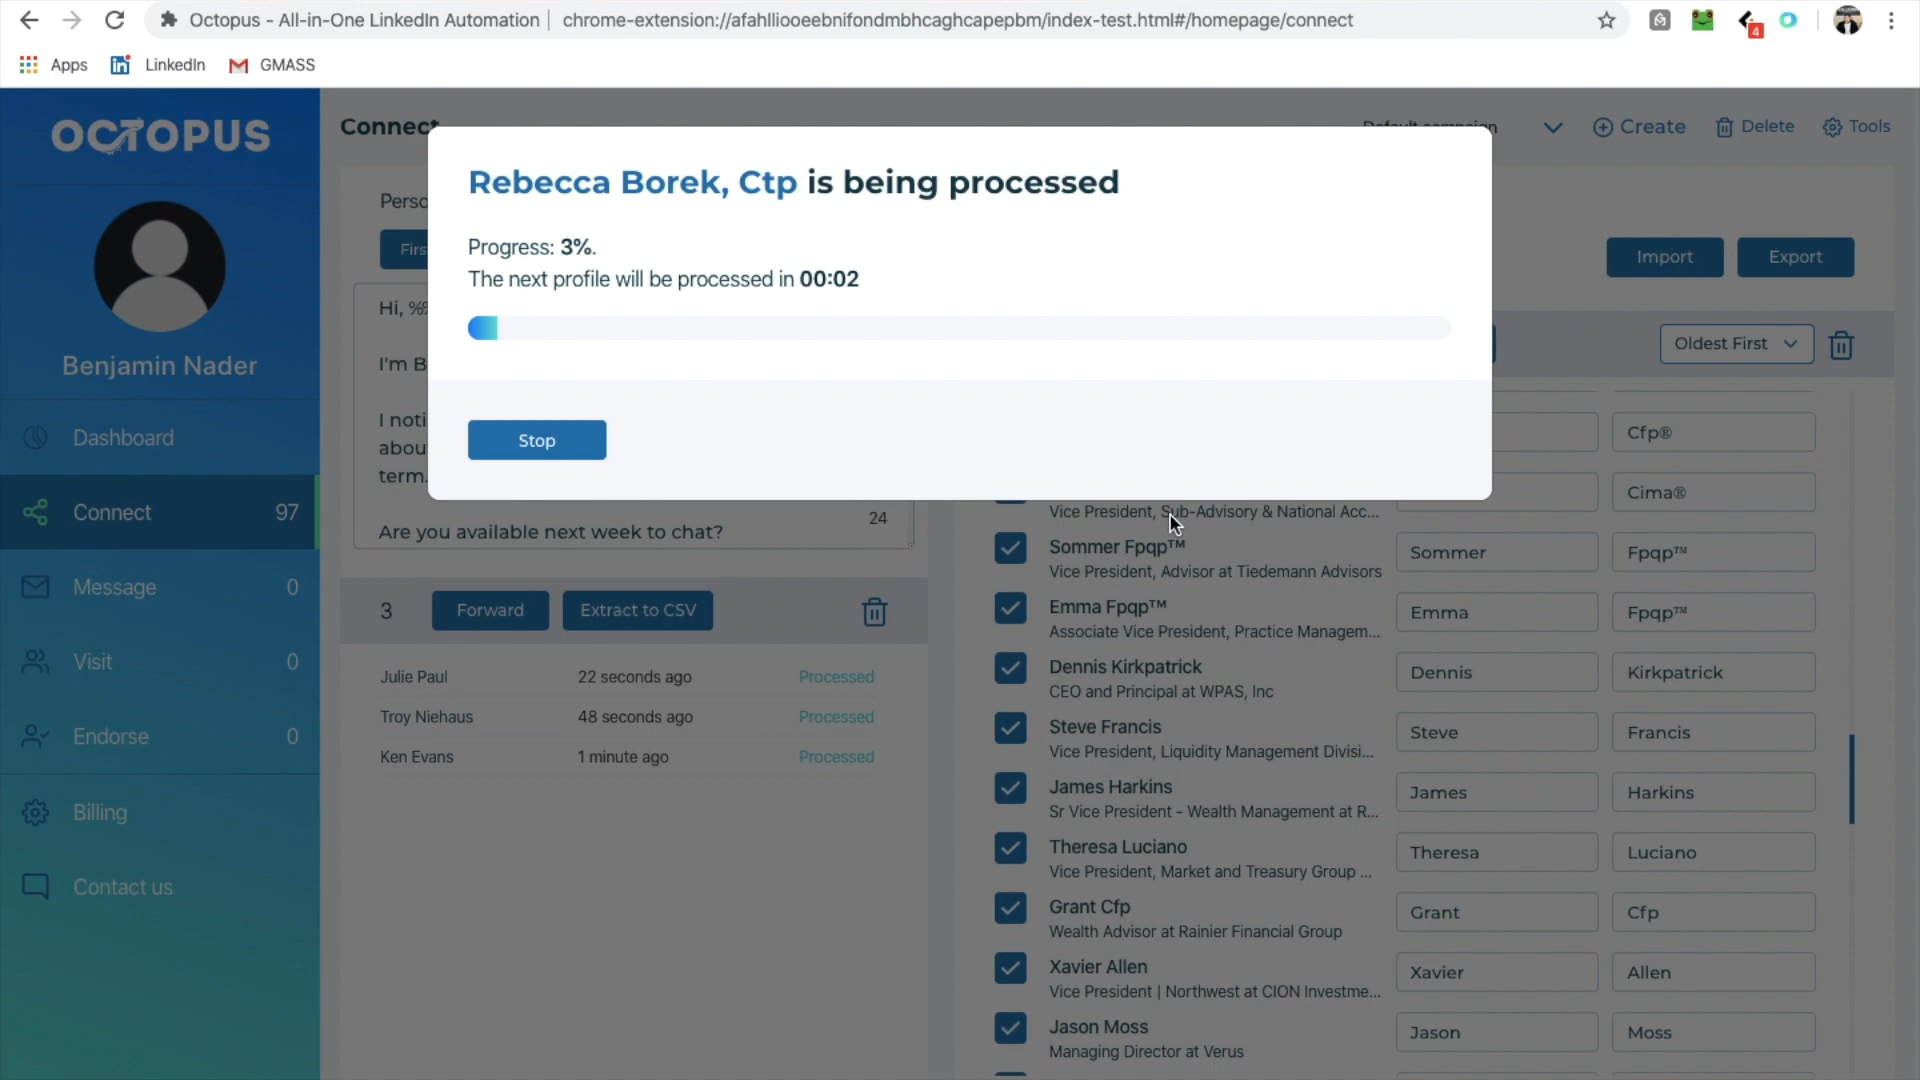 Octopus - All-in-One LinkedIn Automation
chrome-extension://afahlliooeebnifondmbhcaghcapepbm/index-test.html#/homepage/connect
4
Apps
LinkedIn
GMASS
OCTOPUS
Benjamin Nader
Dashboard
Connect 97
Message 0
Visit 0
Endorse 0
Billing
Contact us
Connect
Default campaign
Create
Delete
Tools
Rebecca Borek, Ctp is being processed
Progress: 3%.
The next profile will be processed in 00:02
Stop
Perso
Firs
Import
Export
Hi, %
I'm B
I noti
abou
term.
Are you available next week to chat?
24
Oldest First
3
Forward
Extract to CSV
Julie Paul 22 seconds ago Processed
Troy Niehaus 48 seconds ago Processed
Ken Evans 1 minute ago Processed
Cfp®
Cima®
Vice President, Sub-Advisory & National Acc...
Sommer Fpqp™ Sommer Fpqp™
Vice President, Advisor at Tiedemann Advisors
Emma Fpqp™ Emma Fpqp™
Associate Vice President, Practice Managem...
Dennis Kirkpatrick Dennis Kirkpatrick
CEO and Principal at WPAS, Inc
Steve Francis Steve Francis
Vice President, Liquidity Management Divisi...
James Harkins James Harkins
Sr Vice President - Wealth Management at R...
Theresa Luciano Theresa Luciano
Vice President, Market and Treasury Group ...
Grant Cfp Grant Cfp
Wealth Advisor at Rainier Financial Group
Xavier Allen Xavier Allen
Vice President | Northwest at CION Investme...
Jason Moss Jason Moss
Managing Director at Verus